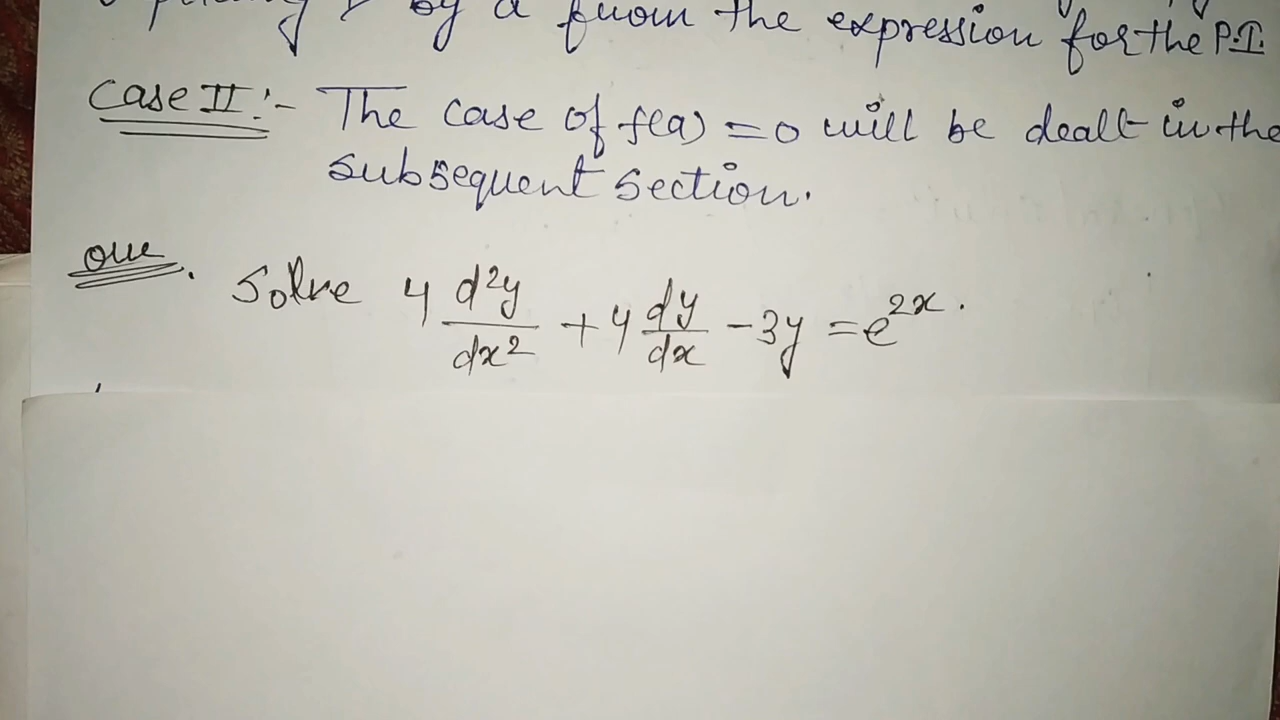 by a from the expression for the P.I.
Case II :- The case of f(a) = 0 will be dealt in the
subsequent section.
Que. Solve 4 d²y/dx² + 4 dy/dx - 3y = e^2x.